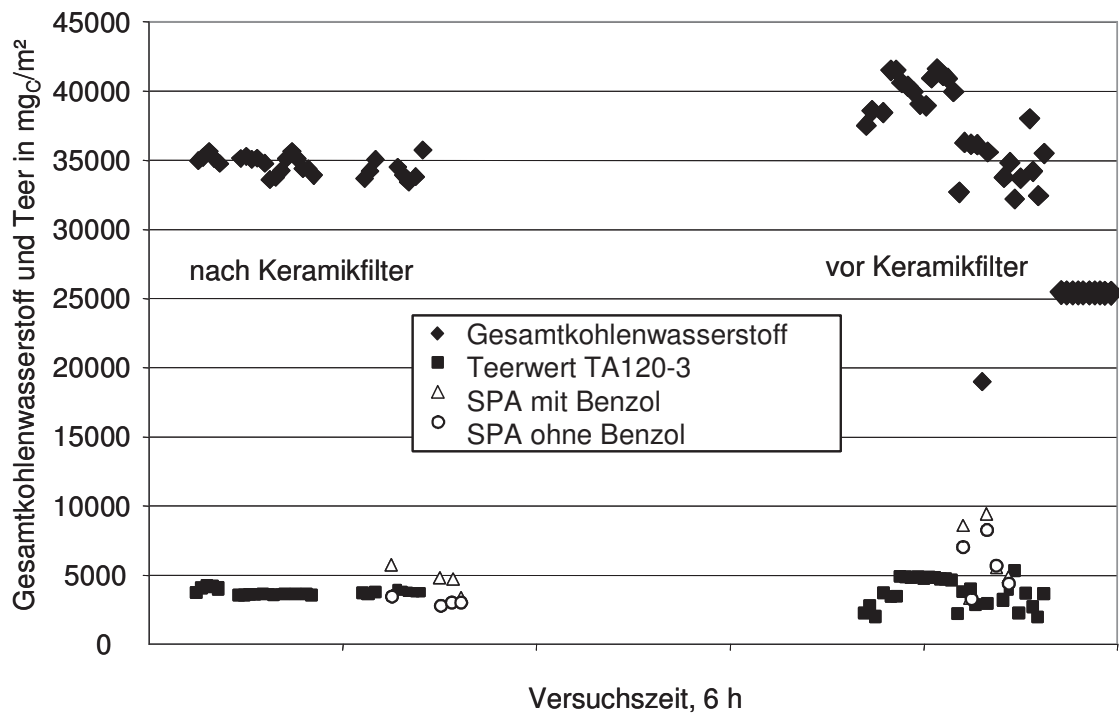 Gesamtkohlenwasserstoff und Teer in mgC/m²
45000
40000
35000
30000
25000
20000
15000
10000
5000
0
nach Keramikfilter
vor Keramikfilter
Gesamtkohlenwasserstoff
Teerwert TA120-3
SPA mit Benzol
SPA ohne Benzol
Versuchszeit, 6 h